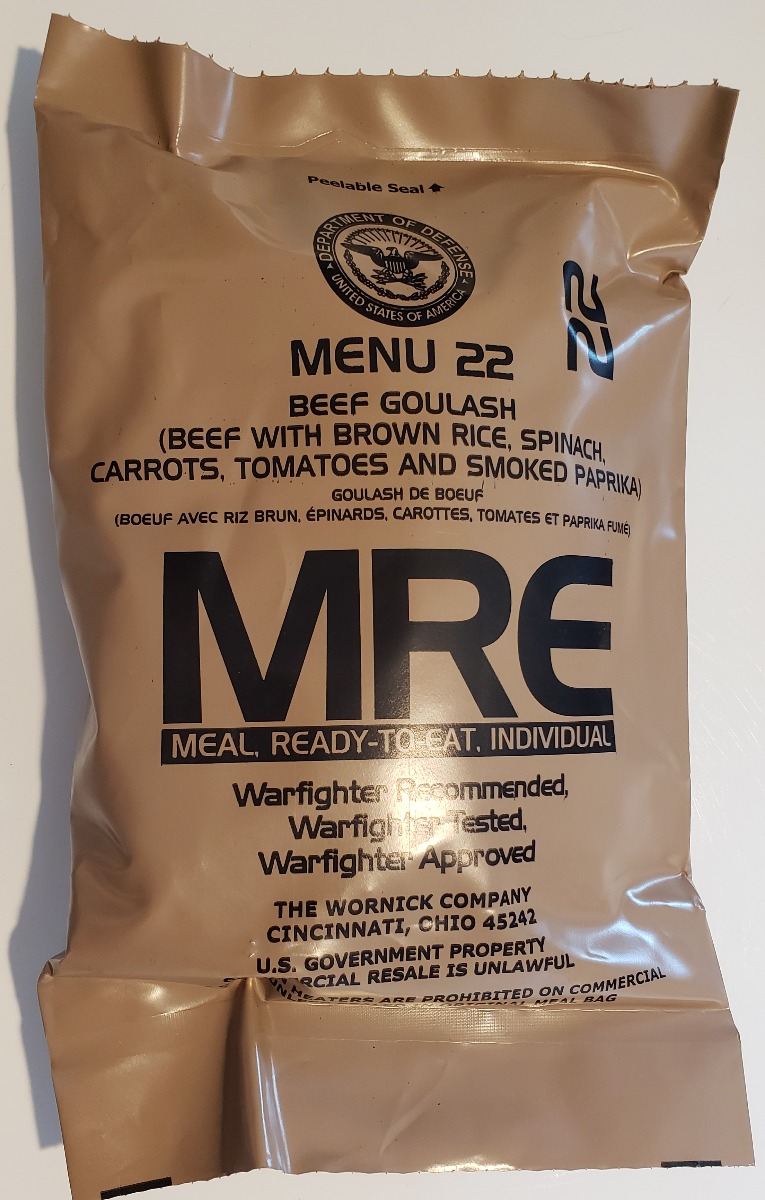 Peelable Seal
DEPARTMENT OF DEFENSE
UNITED STATES OF AMERICA
22
MENU 22
BEEF GOULASH
(BEEF WITH BROWN RICE, SPINACH,
CARROTS, TOMATOES AND SMOKED PAPRIKA)
GOULASH DE BOEUF
(BOEUF AVEC RIZ BRUN, ÉPINARDS, CAROTTES, TOMATES ET PAPRIKA FUMÉ)
MRE
MEAL, READY-TO-EAT, INDIVIDUAL
Warfighter Recommended,
Warfighter Tested,
Warfighter Approved
THE WORNICK COMPANY
CINCINNATI, OHIO 45242
U.S. GOVERNMENT PROPERTY
RESALE IS UNLAWFUL
HEATERS ARE PROHIBITED ON COMMERCIAL
ORIGINAL MEAL BAG